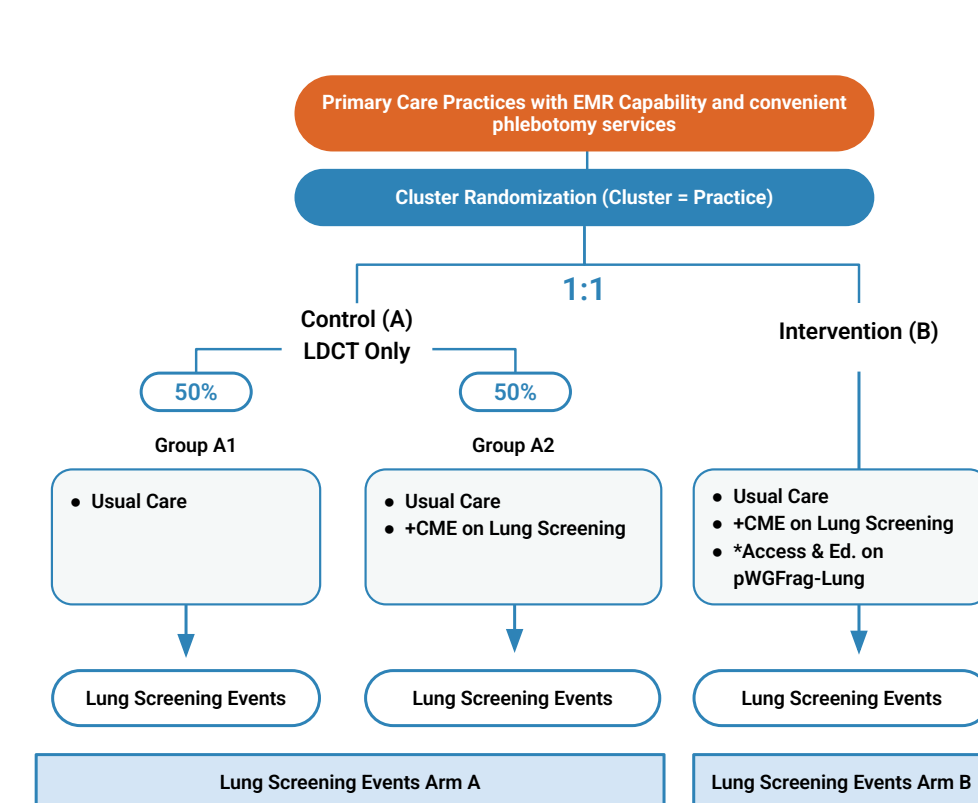 Primary Care Practices with EMR Capability and convenient
phlebotomy services
Cluster Randomization (Cluster = Practice)
1:1
Control (A)
LDCT Only
Intervention (B)
50%
50%
Group A1
Group A2
● Usual Care
● Usual Care
● +CME on Lung Screening
● Usual Care
● +CME on Lung Screening
● *Access & Ed. on
pWGFrag-Lung
Lung Screening Events
Lung Screening Events
Lung Screening Events
Lung Screening Events Arm A
Lung Screening Events Arm B